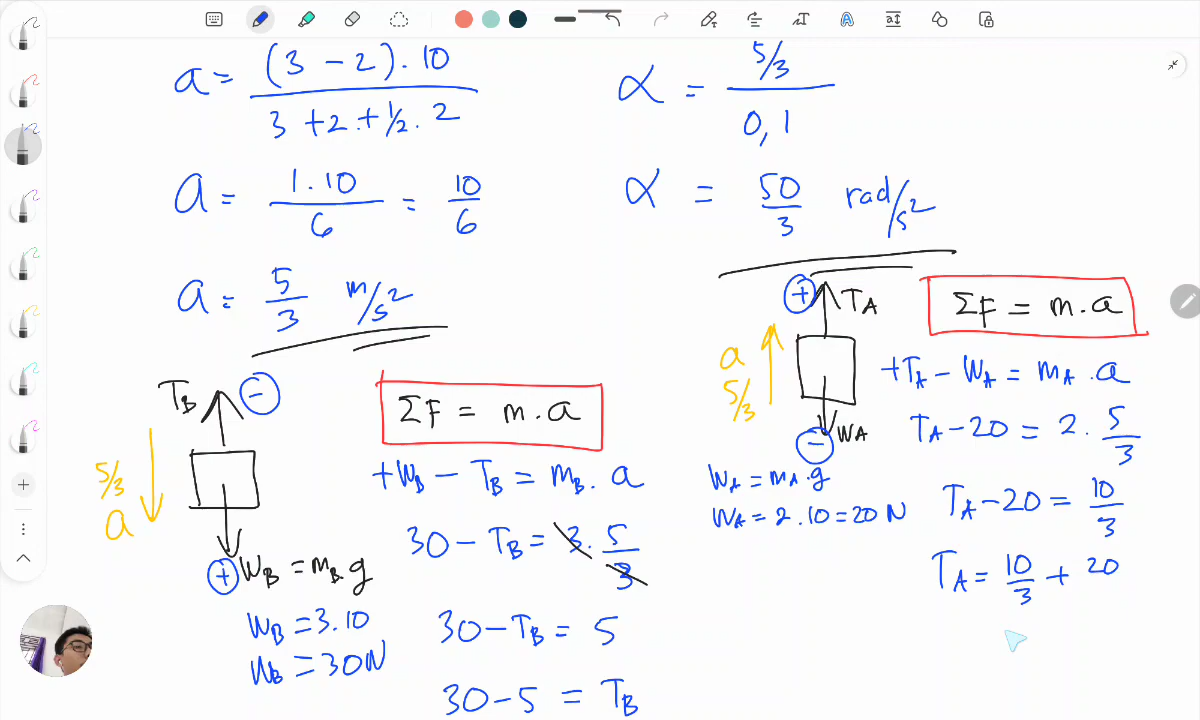 a = (3 - 2) . 10 / 3 + 2 + 1/2 . 2
a = 1 . 10 / 6 = 10/6
a = 5/3 m/s²
α = 5/3 / 0,1
α = 50/3 rad/s²
T_B −
5/3
a
+ W_B = m_B . g
W_B = 3.10
W_B = 30N
ΣF = m . a
+W_B − T_B = m_B . a
30 − T_B = 3 . 5/3
30 − T_B = 5
30 − 5 = T_B
+ T_A
a
5/3
− W_A
W_A = m_A . g
W_A = 2 . 10 = 20 N
ΣF = m . a
+T_A − W_A = m_A . a
T_A − 20 = 2 . 5/3
T_A − 20 = 10/3
T_A = 10/3 + 20